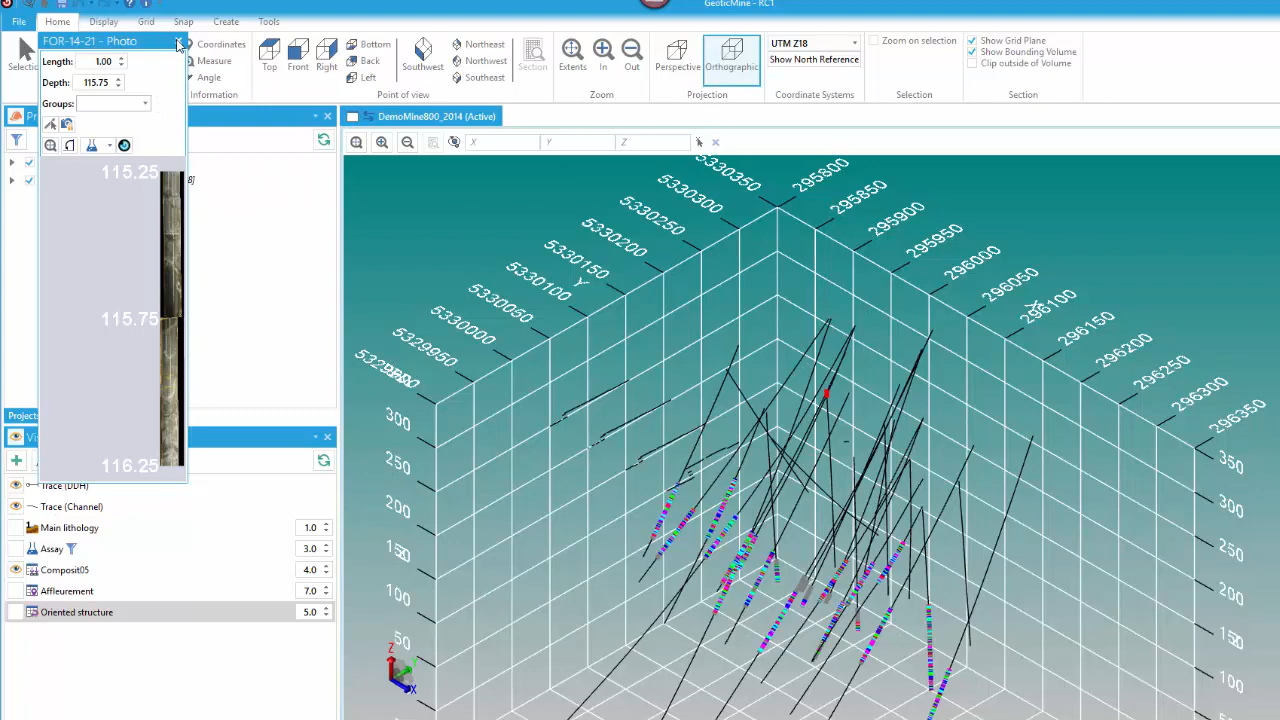 GeoticMine - RC1
File Home Display Grid Snap Create Tools
FOR-14-21 - Photo
Length: 1.00
Depth: 115.75
Groups:
115.25
115.75
116.25
Coordinates
Measure
Angle
Information
Top Front Right
Bottom
Back
Left
Southwest
Northeast
Northwest
Southeast
Point of view
Section
Extents In Out
Zoom
Perspective Orthographic
Projection
UTM Z18
Show North Reference
Coordinate Systems
Zoom on selection
Selection
Show Grid Plane
Show Bounding Volume
Clip outside of Volume
Section
DemoMine800_2014 (Active)
X Y Z
Trace (DDH)
Trace (Channel)
Main lithology 1.0
Assay 3.0
Composit05 4.0
Affleurement 7.0
Oriented structure 5.0
5330350
5330300
5330250
5330200
5330150
Y
5330100
5330050
5330000
5329950
295800
295850
295900
295950
296000
296050
X
296100
296150
296200
296250
296300
296350
300
250
200
100
50
350
300
250
200
100
Z
Y
X